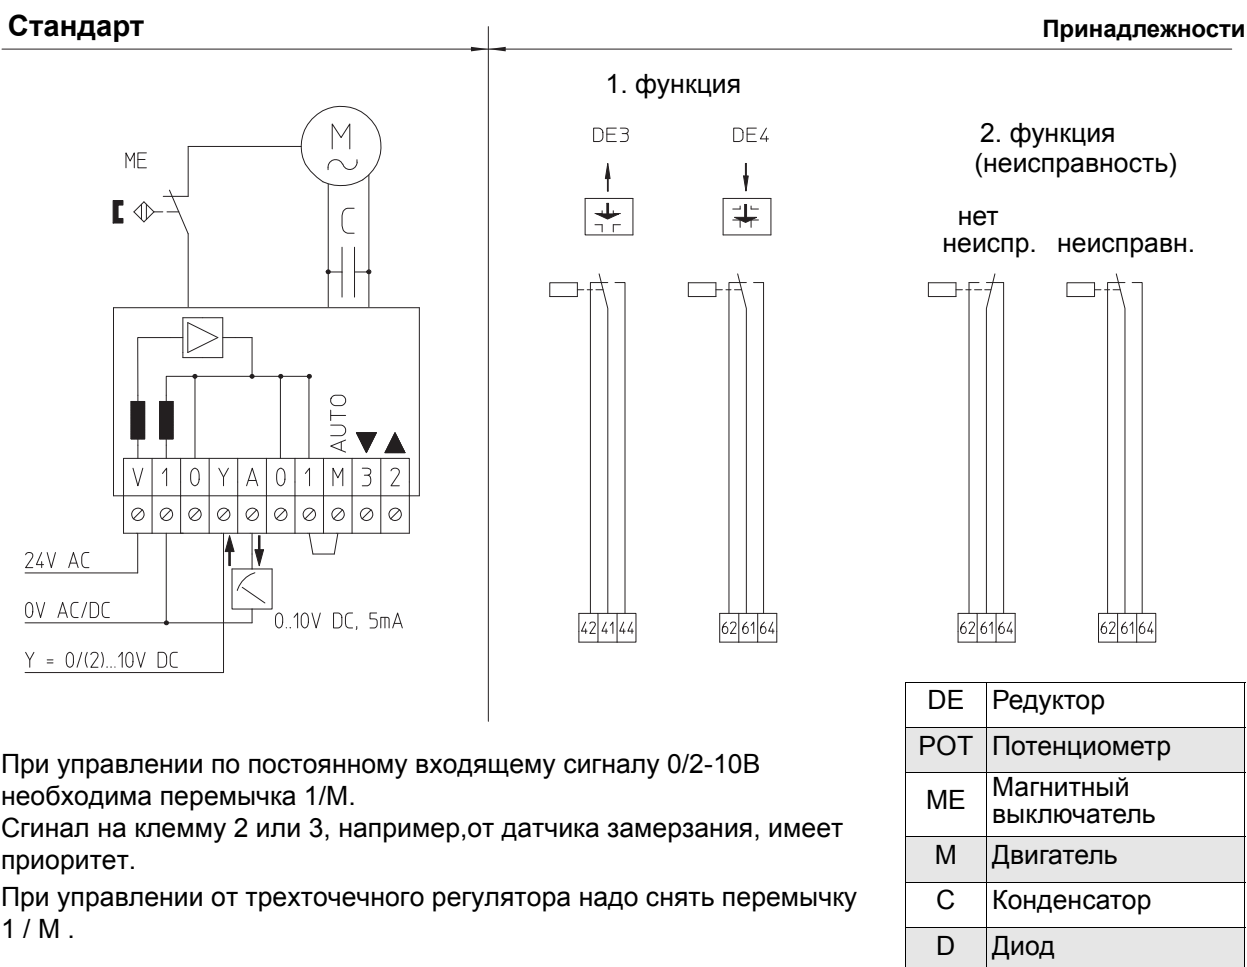 Стандарт
Принадлежности
1. функция
DE3
DE4
2. функция
(неисправность)
нет
неиспр.
неисправн.
ME
M
C
AUTO
V 1 0 Y A 0 1 M 3 2
24V AC
0V AC/DC
0..10V DC, 5mA
Y = 0/(2)...10V DC
42 41 44
62 61 64
62 61 64
62 61 64
При управлении по постоянному входящему сигналу 0/2-10В
необходима перемычка 1/М.
Сгинал на клемму 2 или 3, например,от датчика замерзания, имеет
приоритет.
При управлении от трехточечного регулятора надо снять перемычку
1 / М .
DE Редуктор
POT Потенциометр
ME Магнитный
выключатель
M Двигатель
C Конденсатор
D Диод